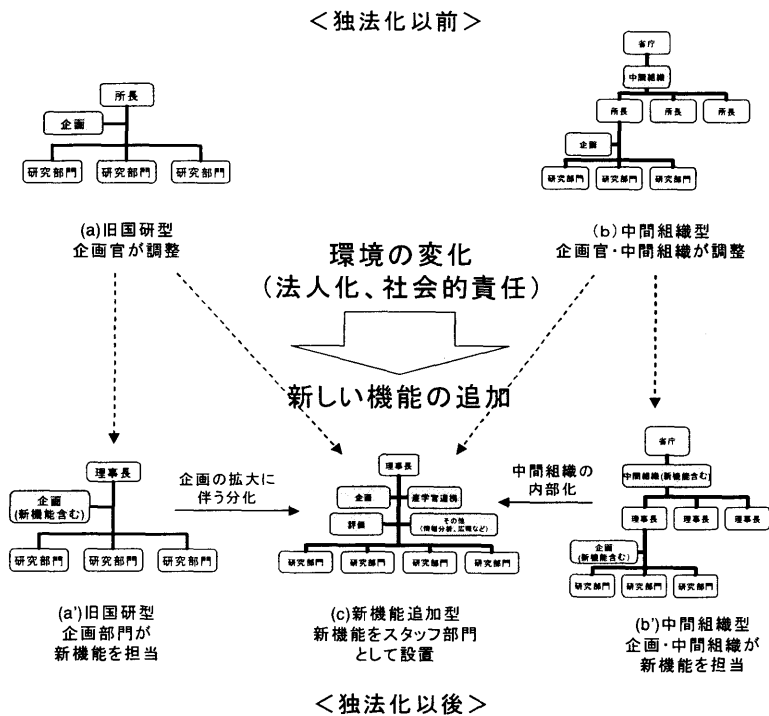 ＜独法化以前＞
所長
企画
研究部門 研究部門 研究部門
(a)旧国研型
企画官が調整
省庁
中間組織
所長 所長 所長
企画
研究部門 研究部門 研究部門
(b)中間組織型
企画官・中間組織が調整
環境の変化
(法人化、社会的責任)
新しい機能の追加
理事長
企画
(新機能含む)
研究部門 研究部門 研究部門
(a')旧国研型
企画部門が
新機能を担当
企画の拡大に
伴う分化
理事長
企画 産学官連携
評価 その他
(情報分析、広報など)
研究部門 研究部門 研究部門 研究部門
(c)新機能追加型
新機能をスタッフ部門
として設置
中間組織の
内部化
省庁
中間組織(新機能含む)
理事長 理事長 理事長
企画
(新機能含む)
研究部門 研究部門 研究部門
(b')中間組織型
企画・中間組織が
新機能を担当
＜独法化以後＞